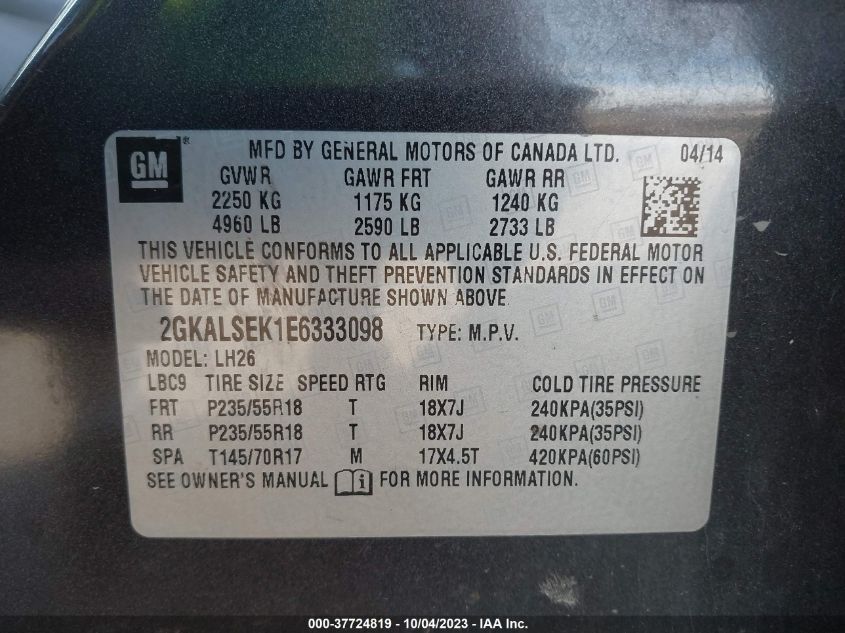 GM ® MFD BY GENERAL MOTORS OF CANADA LTD. 04/14
GVWR GAWR FRT GAWR RR
2250 KG 1175 KG 1240 KG
4960 LB 2590 LB 2733 LB
THIS VEHICLE CONFORMS TO ALL APPLICABLE U.S. FEDERAL MOTOR
VEHICLE SAFETY AND THEFT PREVENTION STANDARDS IN EFFECT ON
THE DATE OF MANUFACTURE SHOWN ABOVE.
2GKALSEK1E6333098 TYPE: M.P.V.
MODEL: LH26
LBC9 TIRE SIZE SPEED RTG RIM COLD TIRE PRESSURE
FRT P235/55R18 T 18X7J 240KPA(35PSI)
RR P235/55R18 T 18X7J 240KPA(35PSI)
SPA T145/70R17 M 17X4.5T 420KPA(60PSI)
SEE OWNER'S MANUAL i FOR MORE INFORMATION.
000-37724819 - 10/04/2023 - IAA Inc.